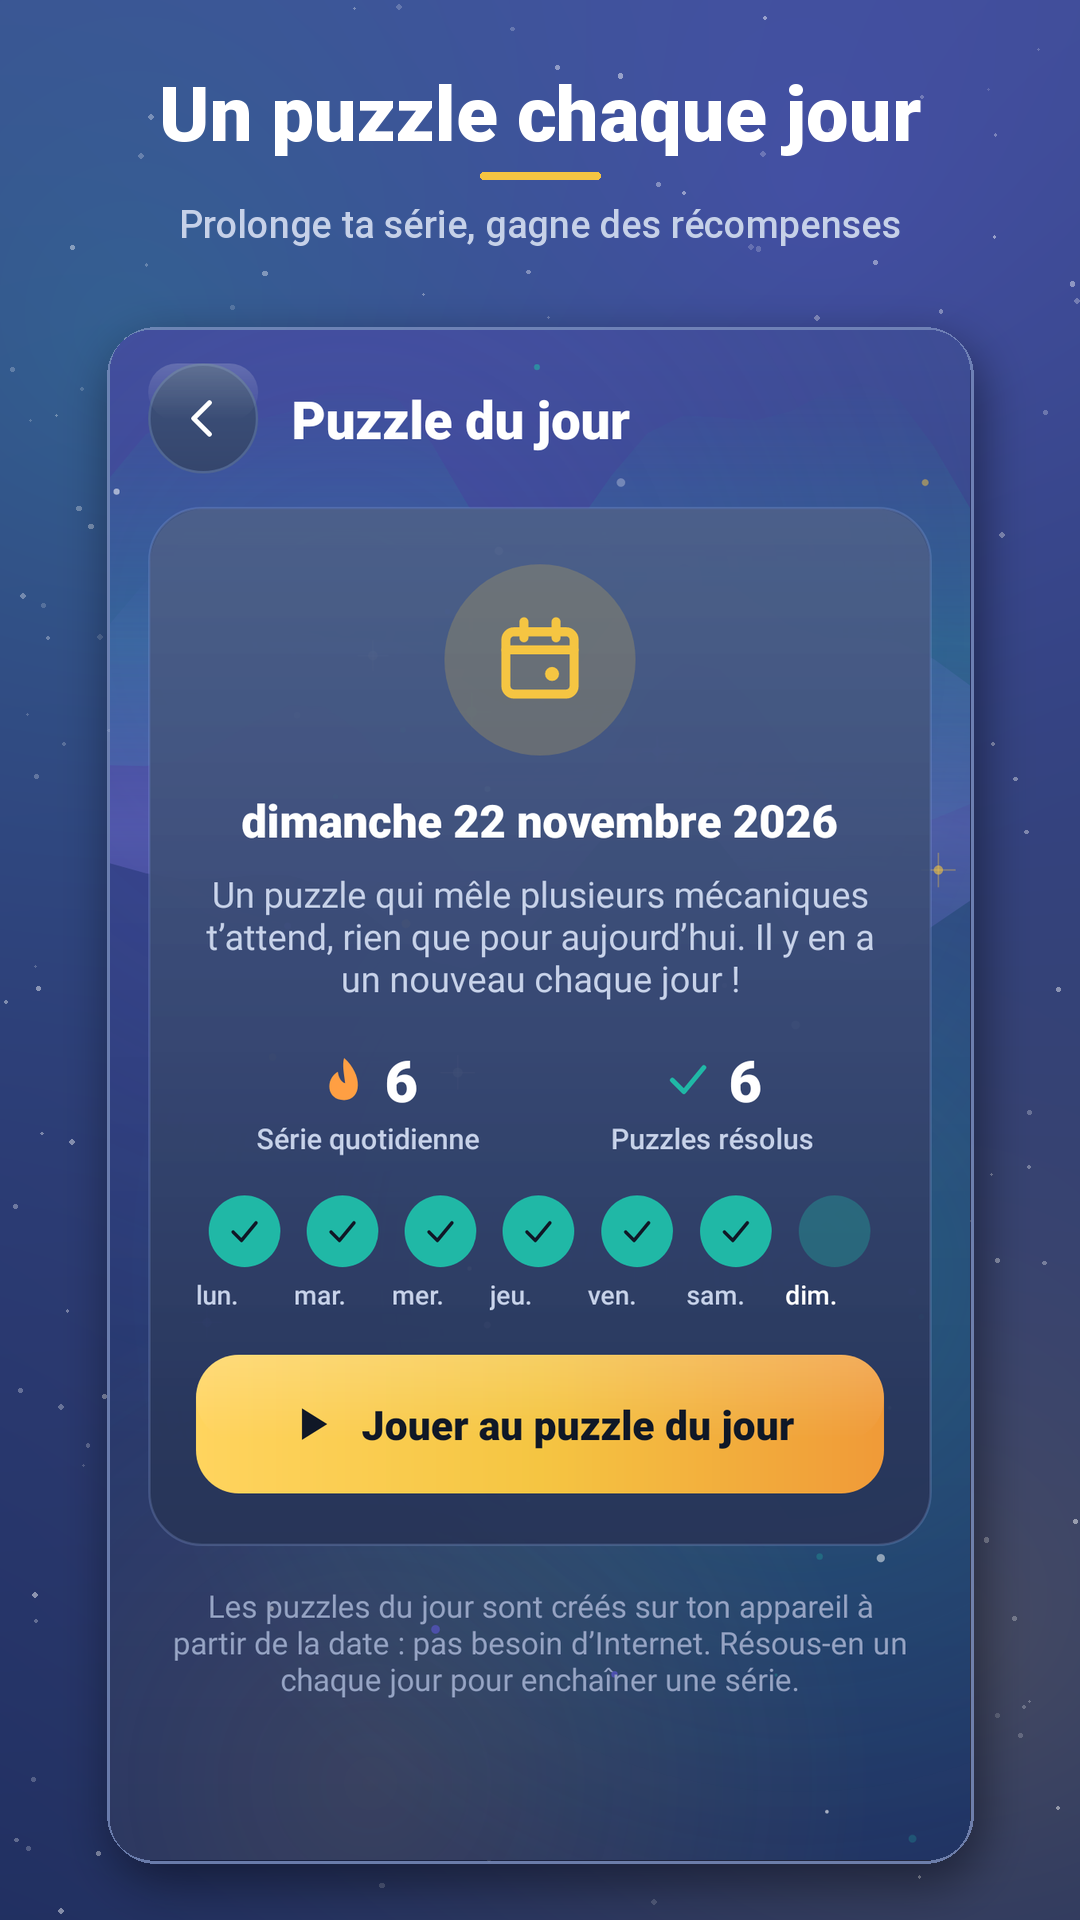 Un puzzle chaque jour
Prolonge ta série, gagne des récompenses
Puzzle du jour
dimanche 22 novembre 2026
Un puzzle qui mêle plusieurs mécaniques
t’attend, rien que pour aujourd’hui. Il y en a
un nouveau chaque jour !
6 6
Série quotidienne Puzzles résolus
lun. mar. mer. jeu. ven. sam. dim.
Jouer au puzzle du jour
Les puzzles du jour sont créés sur ton appareil à
partir de la date : pas besoin d’Internet. Résous-en un
chaque jour pour enchaîner une série.